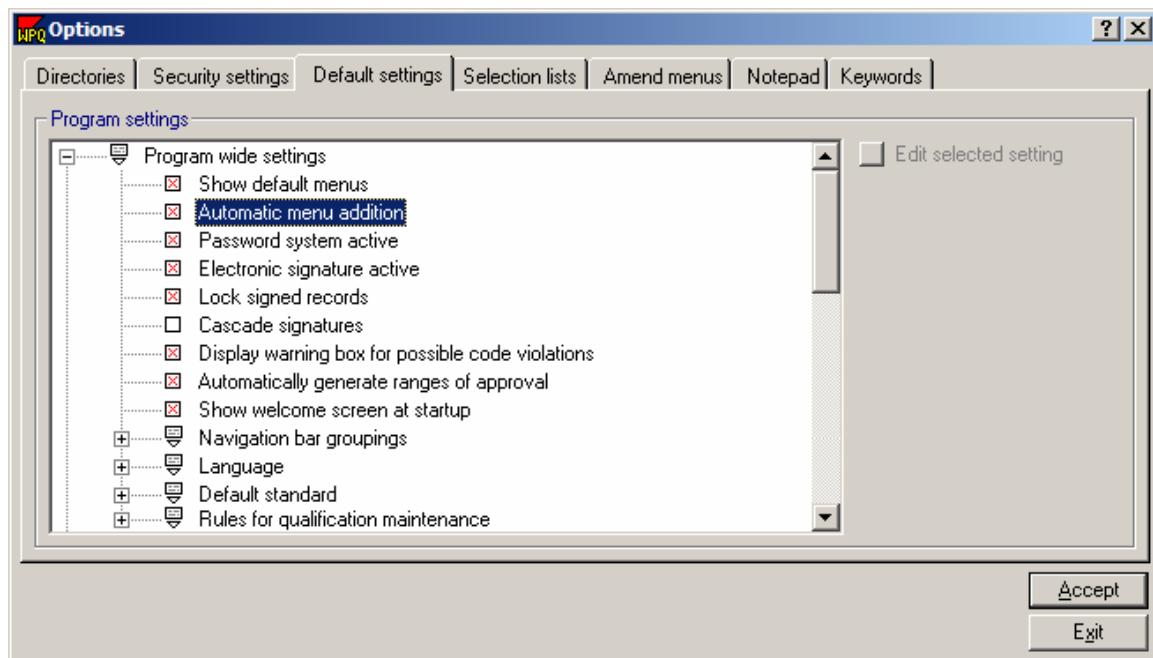 WPQ Options
Directories Security settings Default settings Selection lists Amend menus Notepad Keywords
Program settings
Program wide settings
Edit selected setting
Show default menus
Automatic menu addition
Password system active
Electronic signature active
Lock signed records
Cascade signatures
Display warning box for possible code violations
Automatically generate ranges of approval
Show welcome screen at startup
Navigation bar groupings
Language
Default standard
Rules for qualification maintenance
Accept
Exit